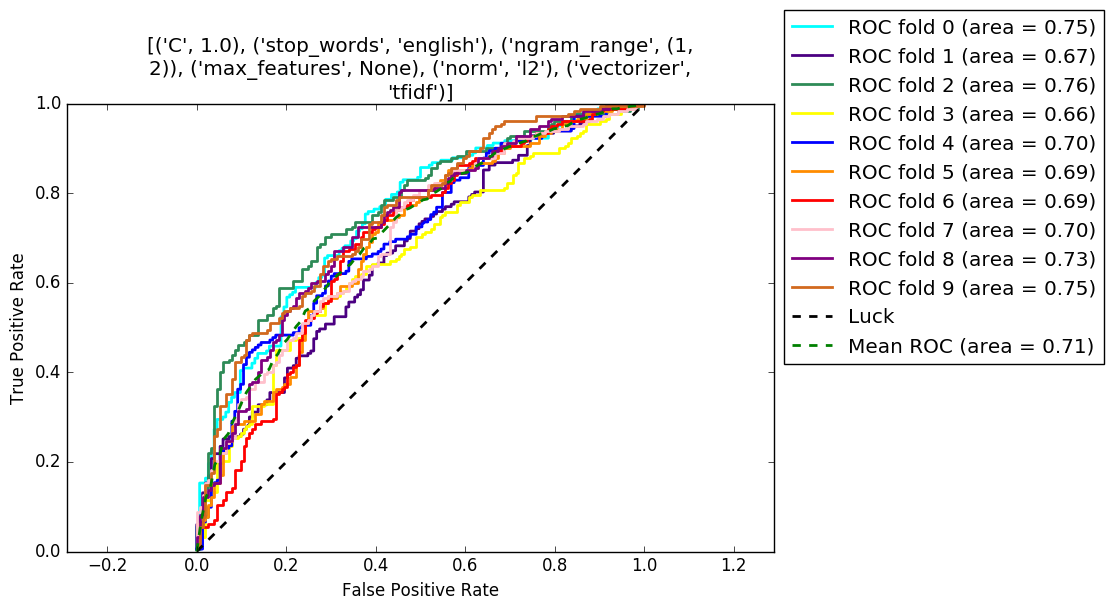 [('C', 1.0), ('stop_words', 'english'), ('ngram_range', (1,
2)), ('max_features', None), ('norm', 'l2'), ('vectorizer',
'tfidf')]
ROC fold 0 (area = 0.75)
ROC fold 1 (area = 0.67)
ROC fold 2 (area = 0.76)
ROC fold 3 (area = 0.66)
ROC fold 4 (area = 0.70)
ROC fold 5 (area = 0.69)
ROC fold 6 (area = 0.69)
ROC fold 7 (area = 0.70)
ROC fold 8 (area = 0.73)
ROC fold 9 (area = 0.75)
Luck
Mean ROC (area = 0.71)
True Positive Rate
1.0
0.8
0.6
0.4
0.2
0.0
−0.2 0.0 0.2 0.4 0.6 0.8 1.0 1.2
False Positive Rate